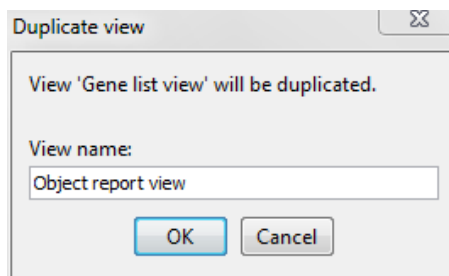 Duplicate view
View 'Gene list view' will be duplicated.
View name:
Object report view
OK Cancel